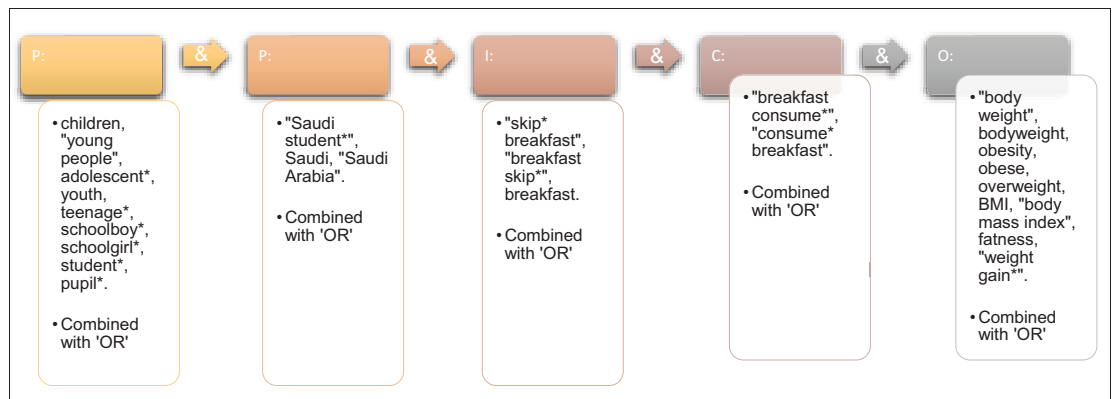 P:
&
P:
&
I:
&
C:
&
O:
• children,
"young
people",
adolescent*,
youth,
teenage*,
schoolboy*,
schoolgirl*,
student*,
pupil*.
• Combined
with 'OR'
• "Saudi
student*",
Saudi, "Saudi
Arabia".
• Combined
with 'OR'
• "skip*
breakfast",
"breakfast
skip*",
breakfast.
• Combined
with 'OR'
• "breakfast
consume*",
"consume*
breakfast".
• Combined
with 'OR'
• "body
weight",
bodyweight,
obesity,
obese,
overweight,
BMI, "body
mass index",
fatness,
"weight
gain*".
• Combined
with 'OR'